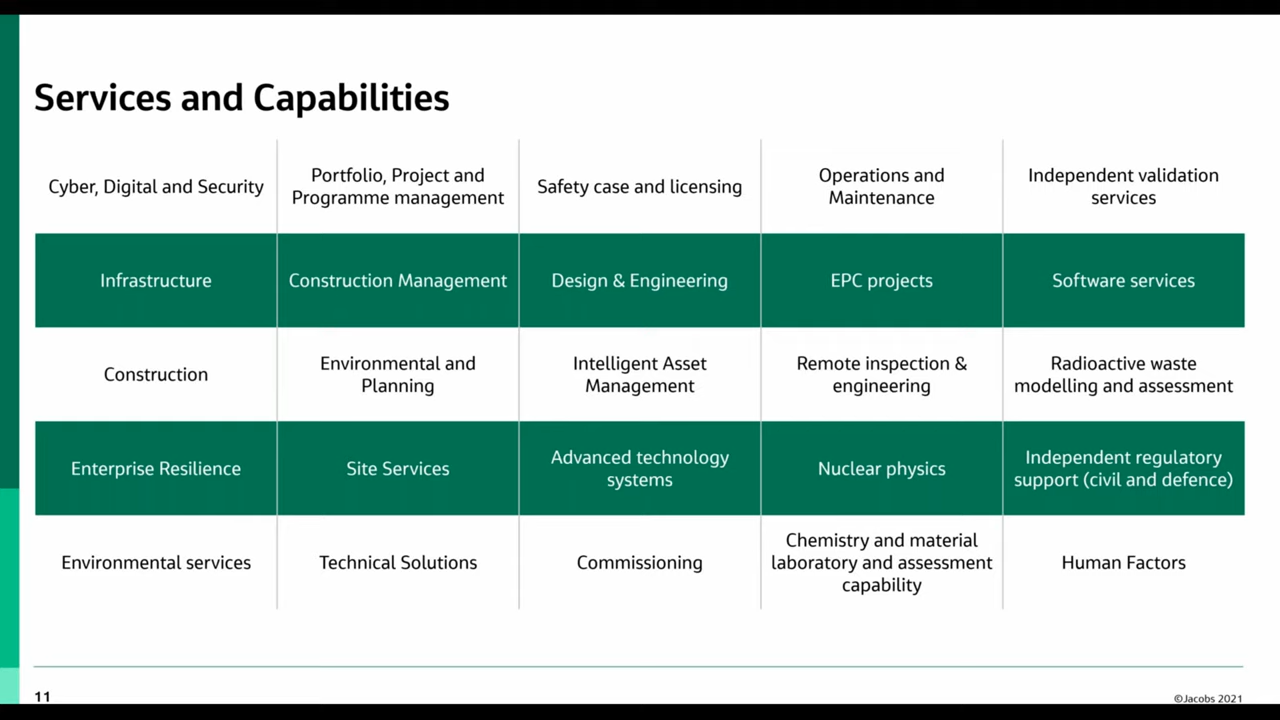 Services and Capabilities
Cyber, Digital and Security
Portfolio, Project and
Programme management
Safety case and licensing
Operations and
Maintenance
Independent validation
services
Infrastructure
Construction Management
Design & Engineering
EPC projects
Software services
Construction
Environmental and
Planning
Intelligent Asset
Management
Remote inspection &
engineering
Radioactive waste
modelling and assessment
Enterprise Resilience
Site Services
Advanced technology
systems
Nuclear physics
Independent regulatory
support (civil and defence)
Environmental services
Technical Solutions
Commissioning
Chemistry and material
laboratory and assessment
capability
Human Factors
11
©Jacobs 2021